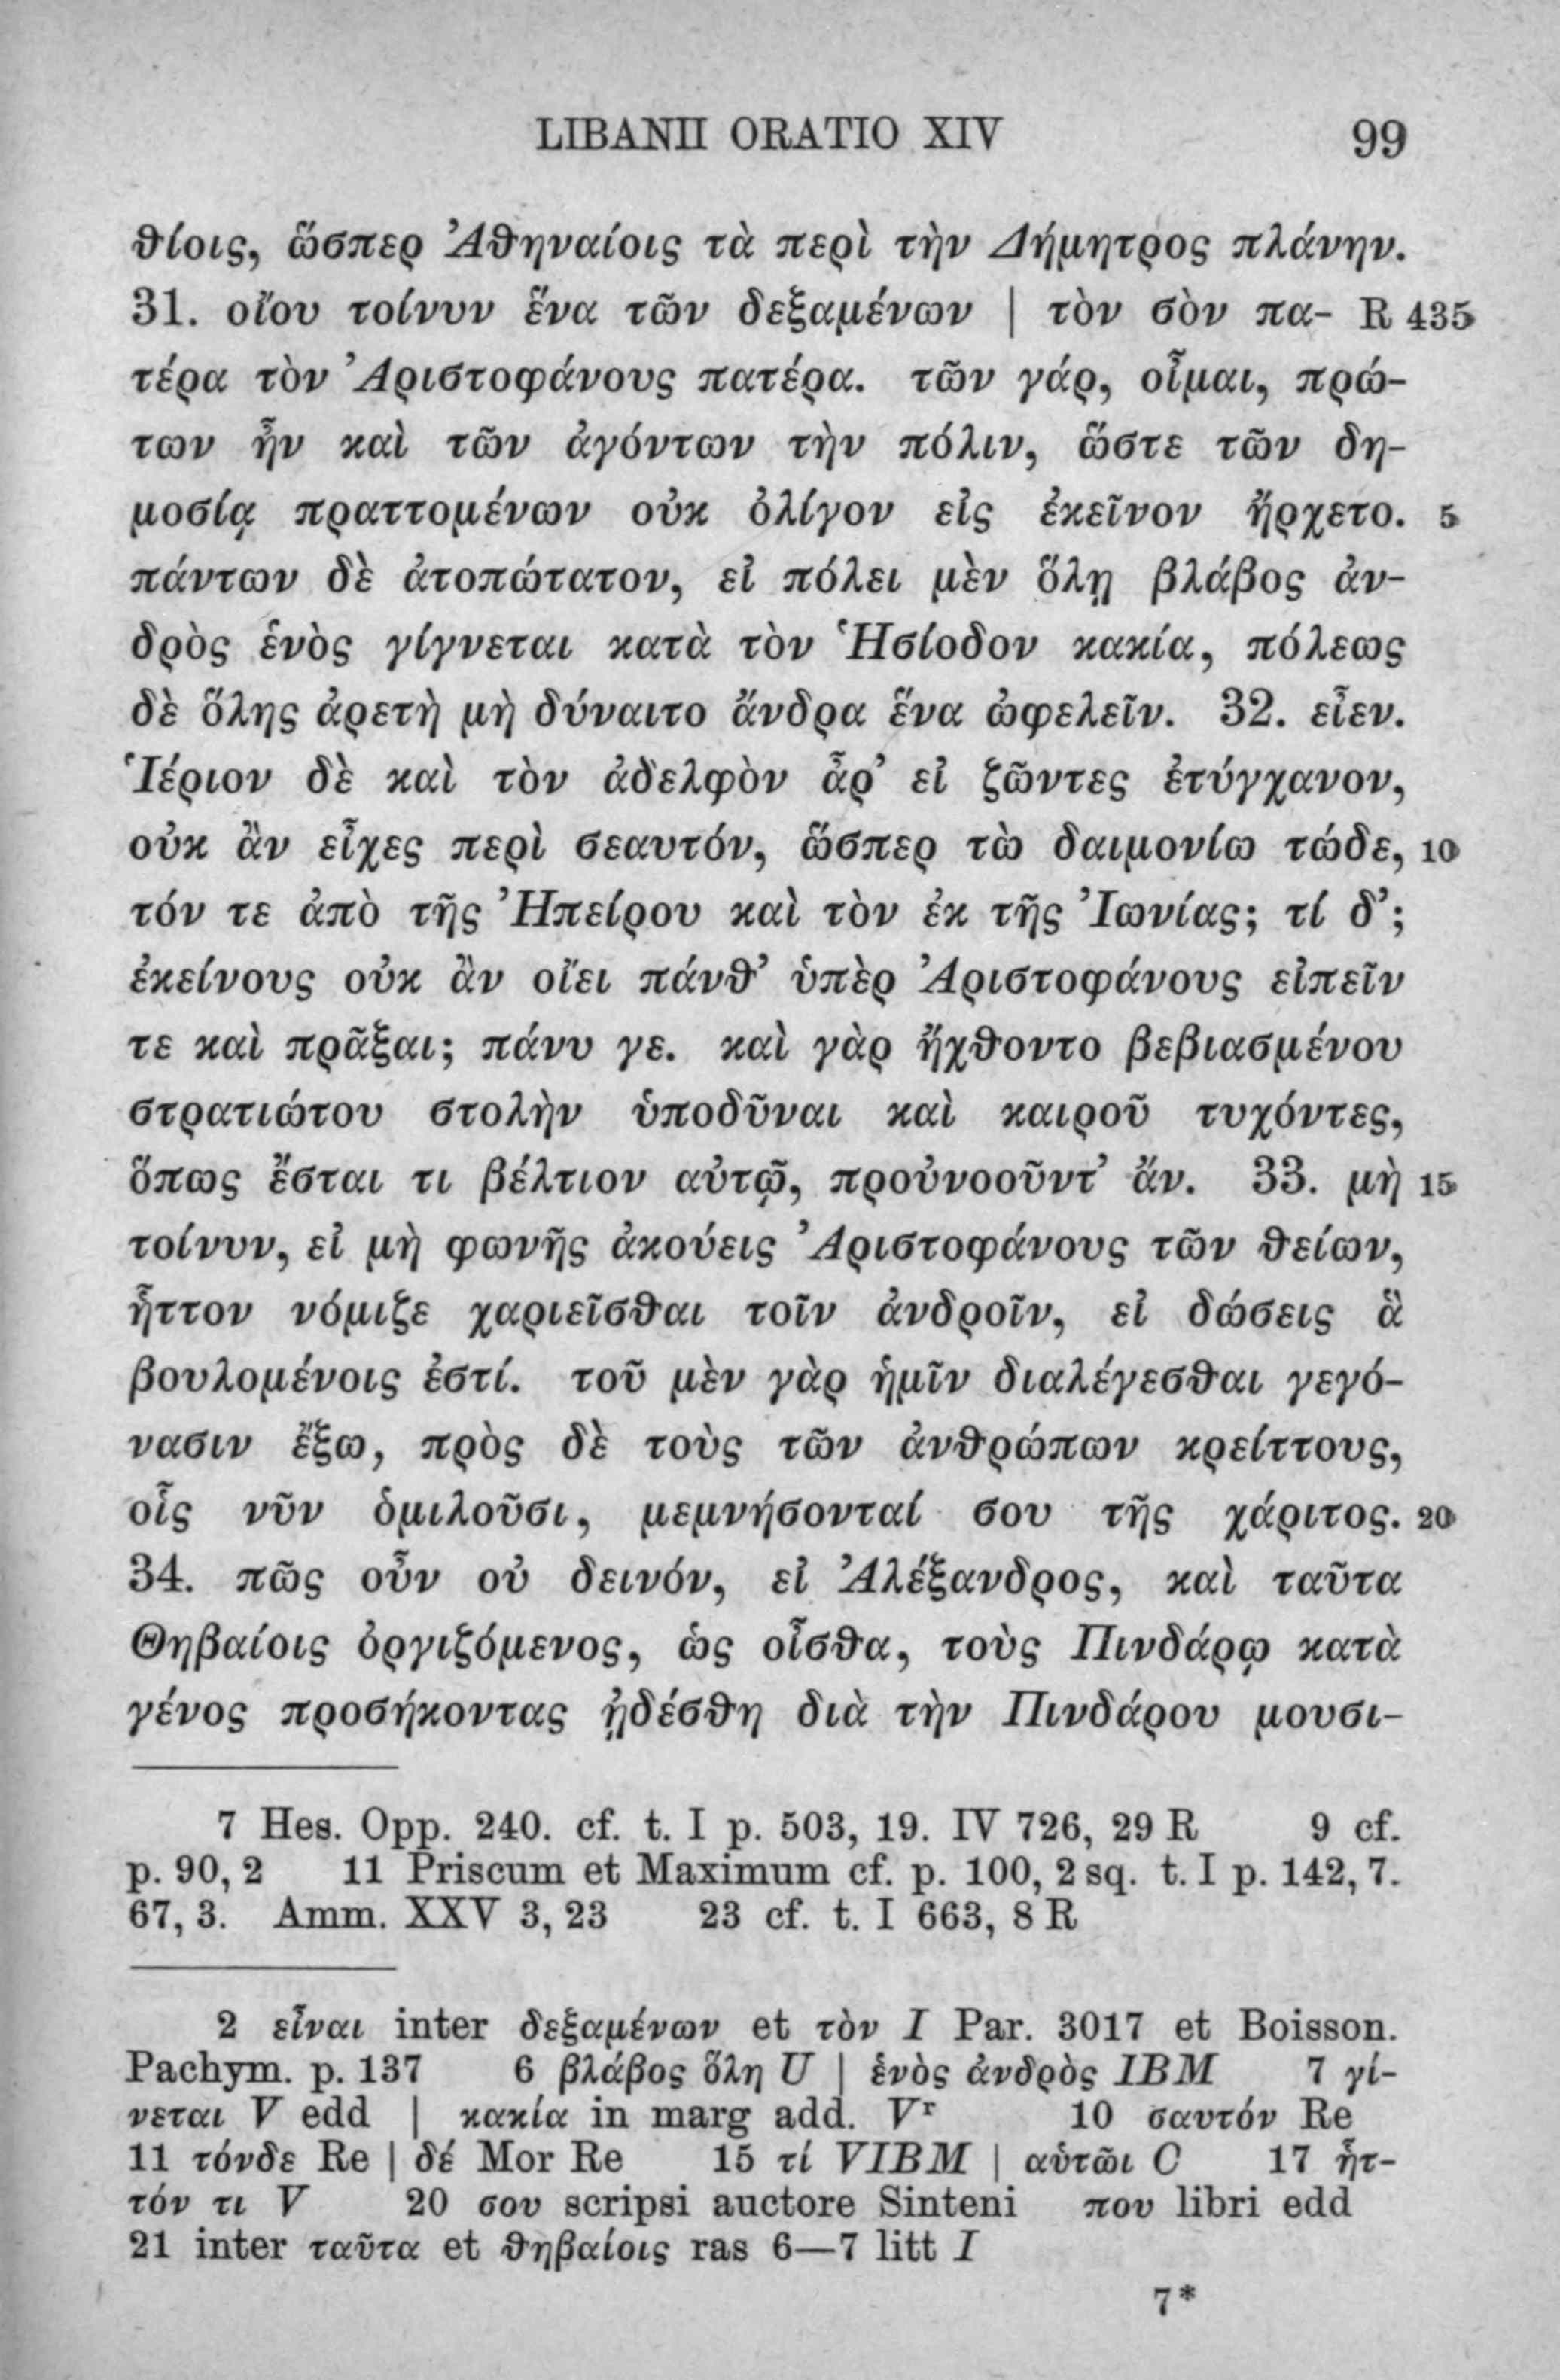 LIBANII ORATIO XIV 99
θίοις, ὥσπερ Ἀθηναίοις τὰ περὶ τὴν Δήμητρος πλάνην.
31. οἴου τοίνυν ἕνα τῶν δεξαμένων | τὸν σὸν πα- R 435
τέρα τὸν Ἀριστοφάνους πατέρα. τῶν γάρ, οἶμαι, πρώ-
των ἦν καὶ τῶν ἀγόντων τὴν πόλιν, ὥστε τῶν δη-
μοσίᾳ πραττομένων οὐκ ὀλίγον εἰς ἐκεῖνον ἤρχετο. 5
πάντων δὲ ἀτοπώτατον, εἰ πόλει μὲν ὅλῃ βλάβος ἀν-
δρὸς ἑνὸς γίγνεται κατὰ τὸν Ἡσίοδον κακία, πόλεως
δὲ ὅλης ἀρετὴ μὴ δύναιτο ἄνδρα ἕνα ὠφελεῖν. 32. εἶεν.
Ἱέριον δὲ καὶ τὸν ἀδελφὸν ἆρ’ εἰ ζῶντες ἐτύγχανον,
οὐκ ἂν εἶχες περὶ σεαυτόν, ὥσπερ τὼ δαιμονίω τώδε, 10
τόν τε ἀπὸ τῆς Ἠπείρου καὶ τὸν ἐκ τῆς Ἰωνίας; τί δ’;
ἐκείνους οὐκ ἂν οἴει πάνθ’ ὑπὲρ Ἀριστοφάνους εἰπεῖν
τε καὶ πρᾶξαι; πάνυ γε. καὶ γὰρ ἤχθοντο βεβιασμένου
στρατιώτου στολὴν ὑποδῦναι καὶ καιροῦ τυχόντες,
ὅπως ἔσται τι βέλτιον αὐτῷ, προὐνοοῦντ’ ἄν. 33. μὴ 15
τοίνυν, εἰ μὴ φωνῆς ἀκούεις Ἀριστοφάνους τῶν θείων,
ἧττον νόμιζε χαριεῖσθαι τοῖν ἀνδροῖν, εἰ δώσεις ἃ
βουλομένοις ἐστί. τοῦ μὲν γὰρ ἡμῖν διαλέγεσθαι γεγό-
νασιν ἔξω, πρὸς δὲ τοὺς τῶν ἀνθρώπων κρείττους,
οἷς νῦν ὁμιλοῦσι, μεμνήσονταί σου τῆς χάριτος. 20
34. πῶς οὖν οὐ δεινόν, εἰ Ἀλέξανδρος, καὶ ταῦτα
Θηβαίοις ὀργιζόμενος, ὡς οἶσθα, τοὺς Πινδάρῳ κατὰ
γένος προσήκοντας ᾐδέσθη διὰ τὴν Πινδάρου μουσι-
7 Hes. Opp. 240. cf. t. I p. 503, 19. IV 726, 29 R 9 cf.
p. 90, 2 11 Priscum et Maximum cf. p. 100, 2 sq. t. I p. 142, 7.
67, 3. Amm. XXV 3, 23 23 cf. t. I 663, 8 R
2 εἶναι inter δεξαμένων et τὸν I Par. 3017 et Boisson.
Pachym. p. 137 6 βλάβος ὅλη U | ἑνὸς ἀνδρὸς IBM 7 γί-
νεται V edd | κακία in marg add. Vʳ 10 σαυτόν Re
11 τόνδε Re | δέ Mor Re 15 τί VIBM | αὑτῶι C 17 ἧτ-
τόν τι V 20 σου scripsi auctore Sinteni που libri edd
21 inter ταῦτα et θηβαίοις ras 6—7 litt I
7*